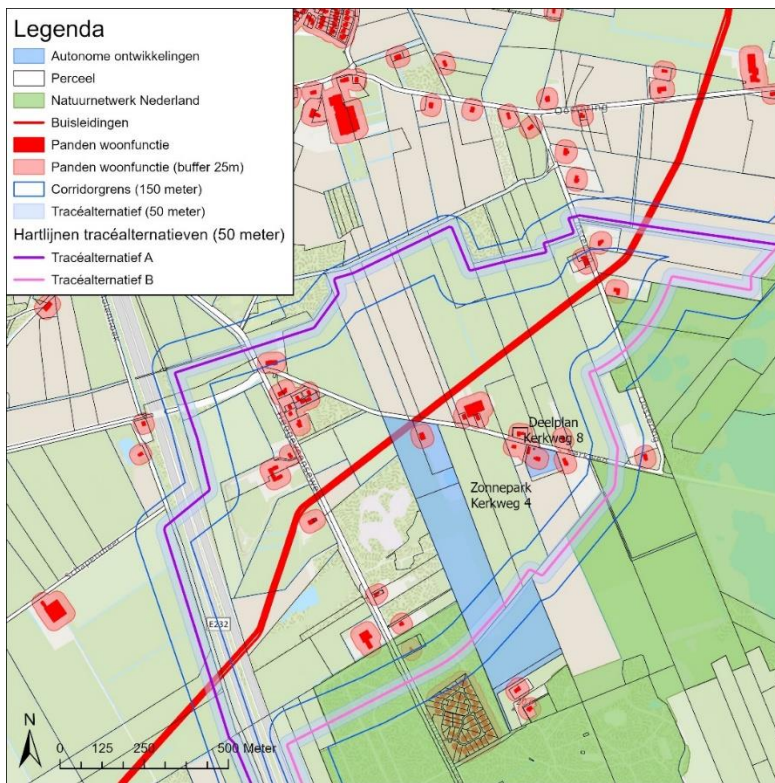 Legenda
Autonome ontwikkelingen
Perceel
Natuurnetwerk Nederland
Buisleidingen
Panden woonfunctie
Panden woonfunctie (buffer 25m)
Corridorgrens (150 meter)
Tracéalternatief (50 meter)
Hartlijnen tracéalternatieven (50 meter)
Tracéalternatief A
Tracéalternatief B
Deelplan
Kerkweg 8
Zonnepark
Kerkweg 4
E232
N
0 125 250 500 Meter